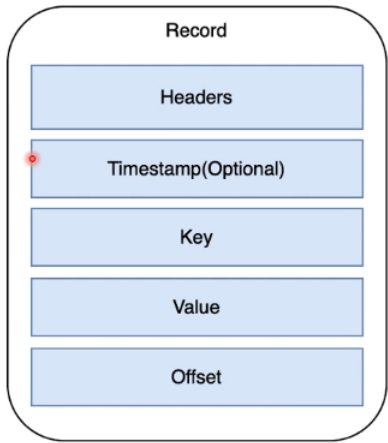 Record
Headers
Timestamp(Optional)
Key
Value
Offset